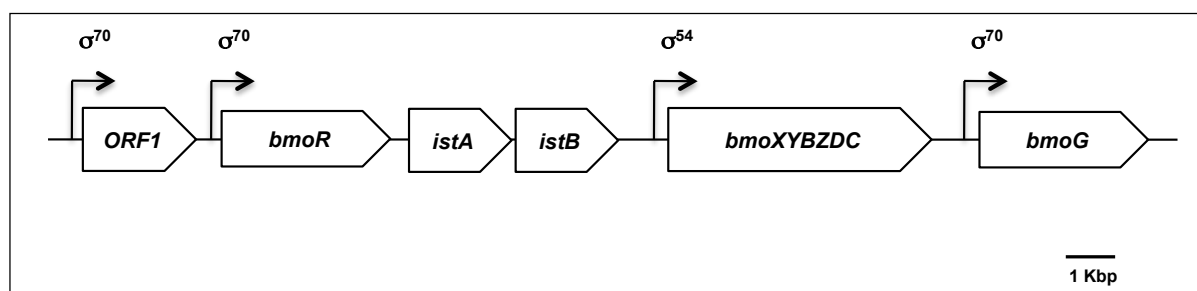 σ⁷⁰ σ⁷⁰ σ⁵⁴ σ⁷⁰
ORF1 bmoR istA istB bmoXYBZDC bmoG
1 Kbp